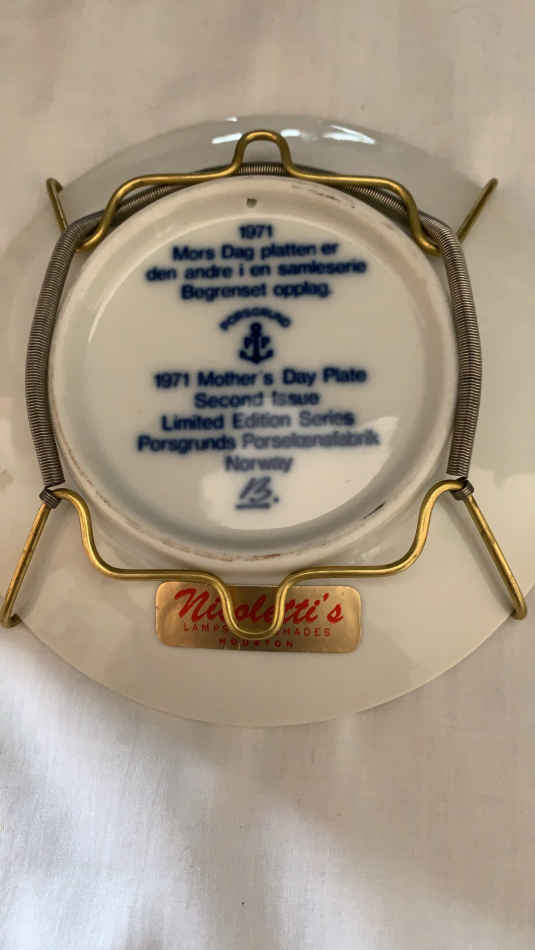 1971
Mors Dag platten er
den andre i en samleserie
Begrenset opplag.
PORSGRUND
P P
1971 Mother's Day Plate
Second Issue
Limited Edition Series
Porsgrunds Porselænsfabrik
Norway
B.
Nicoletti's
LAMPS SHADES
HOUSTON